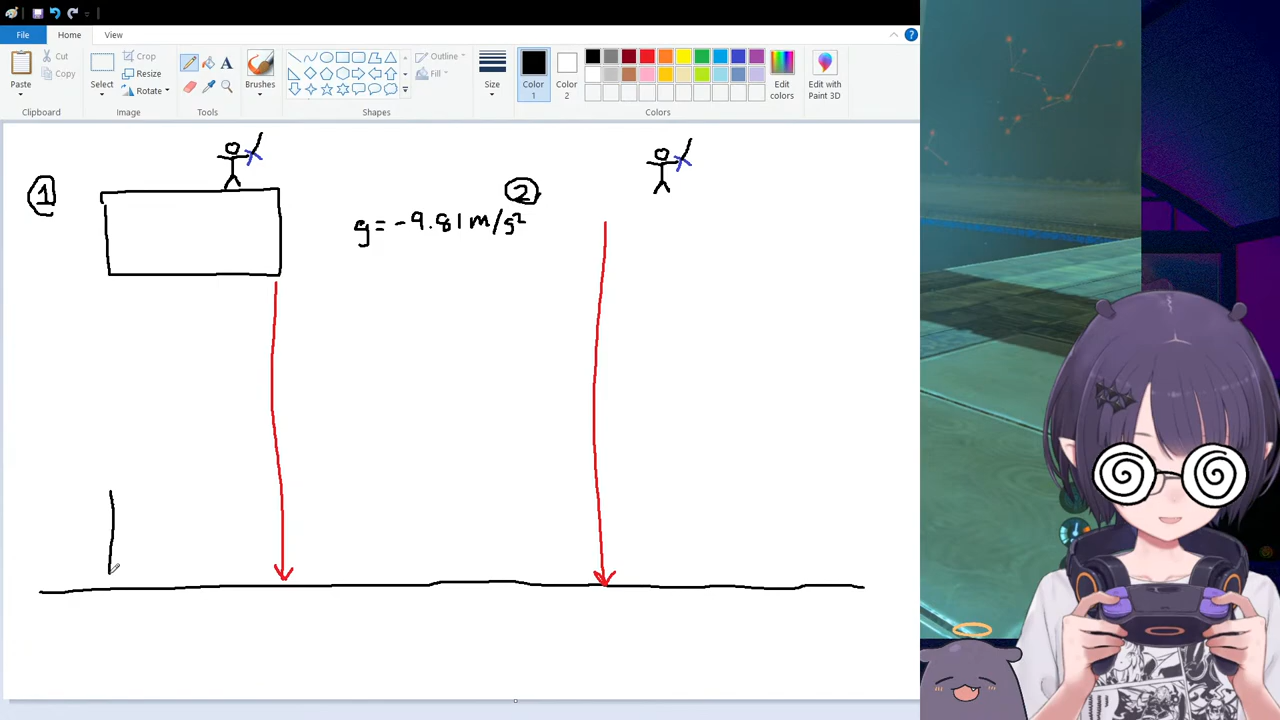 File
Home
View
Paste
Cut
Copy
Clipboard
Select
Crop
Resize
Rotate
Image
A
Tools
Brushes
Shapes
Outline
Fill
Size
Color
1
Color
2
Edit
colors
Edit with
Paint 3D
Colors
1
g = -9.81 m/s²
2